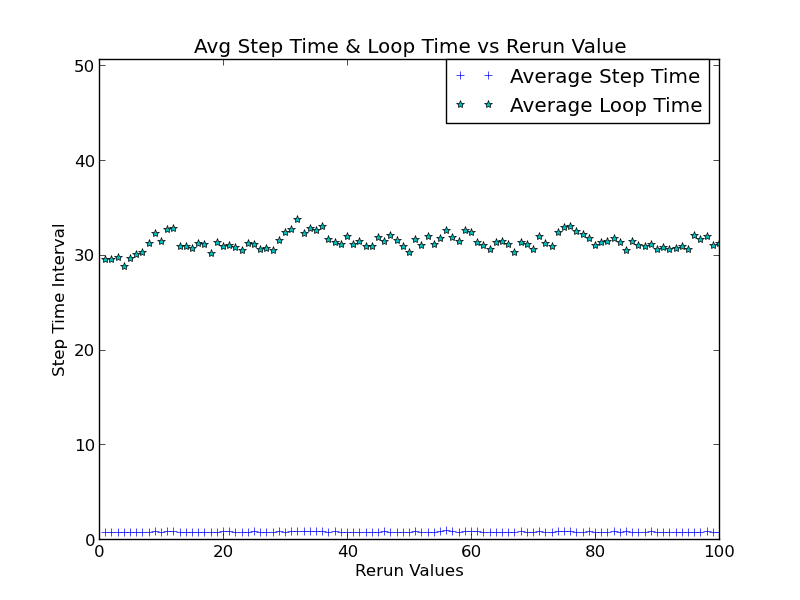 Avg Step Time & Loop Time vs Rerun Value
50
40
30
20
10
0
Step Time Interval
Average Step Time
Average Loop Time
0 20 40 60 80 100
Rerun Values